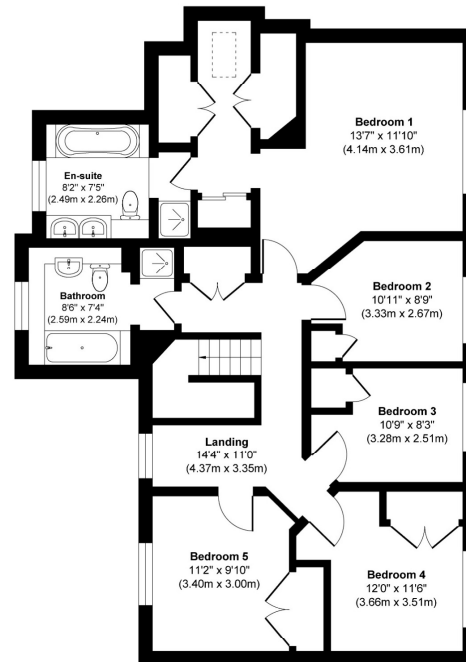 Bedroom 1
13'7" x 11'10"
(4.14m x 3.61m)
En-suite
8'2" x 7'5"
(2.49m x 2.26m)
Bedroom 2
10'11" x 8'9"
(3.33m x 2.67m)
Bathroom
8'6" x 7'4"
(2.59m x 2.24m)
Bedroom 3
10'9" x 8'3"
(3.28m x 2.51m)
Landing
14'4" x 11'0"
(4.37m x 3.35m)
Bedroom 5
11'2" x 9'10"
(3.40m x 3.00m)
Bedroom 4
12'0" x 11'6"
(3.66m x 3.51m)